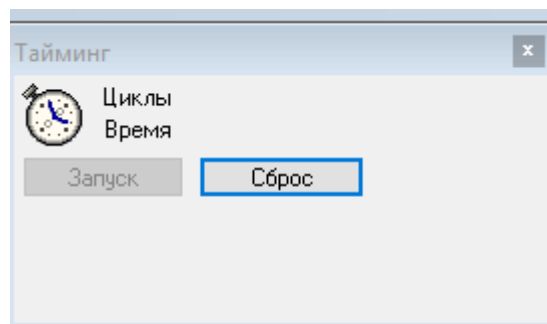 Тайминг
Циклы
Время
Запуск Сброс